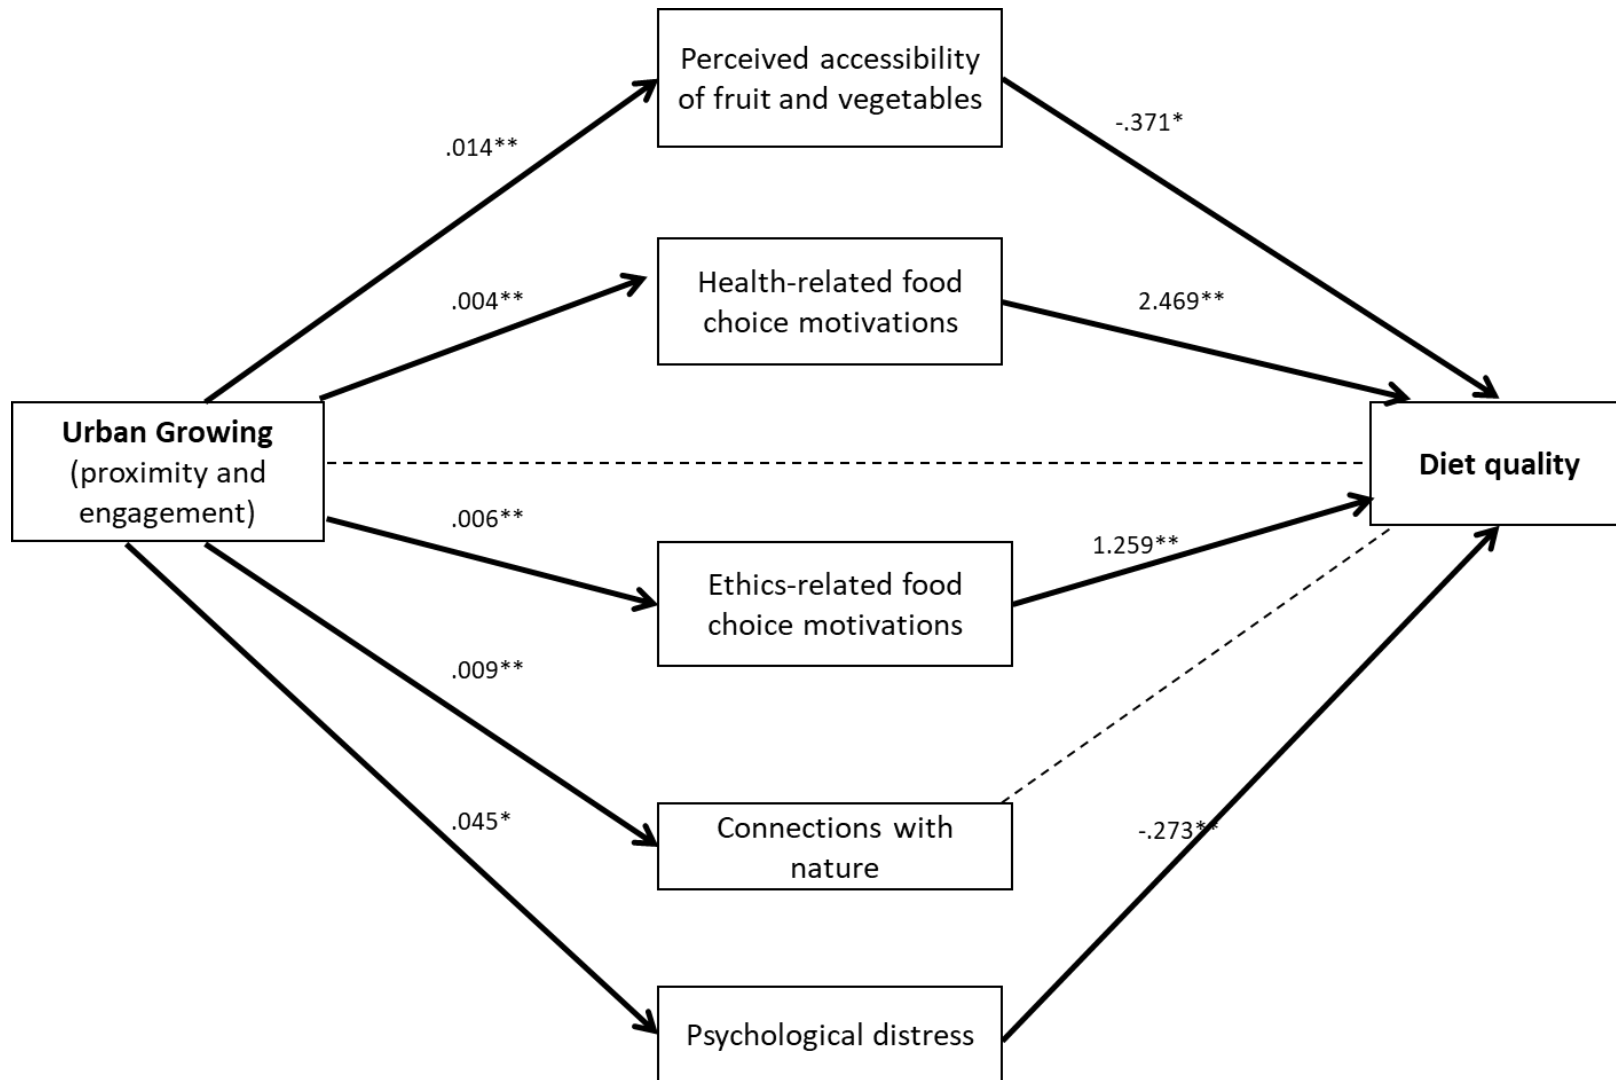 Perceived accessibility
of fruit and vegetables
-.371*
.014**
Health-related food
choice motivations
.004**
2.469**
Urban Growing
(proximity and
engagement)
Diet quality
.006**
1.259**
Ethics-related food
choice motivations
.009**
Connections with
nature
.045*
-.273**
Psychological distress